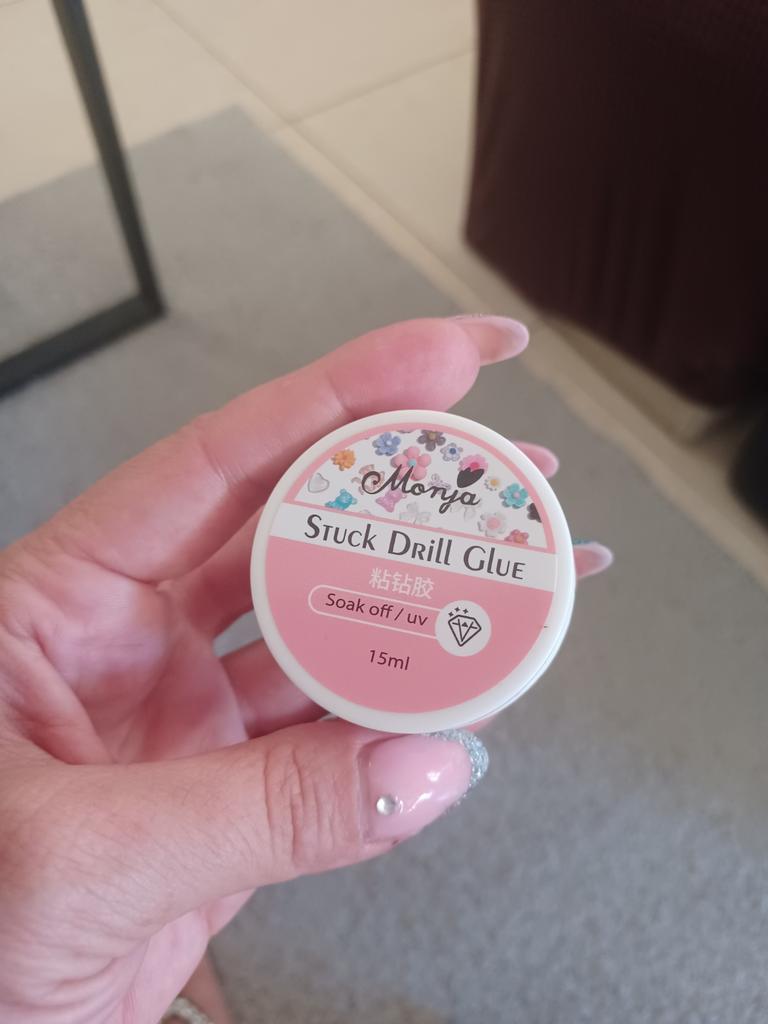 Monja
Stuck Drill Glue
粘钻胶
Soak off / uv
15ml